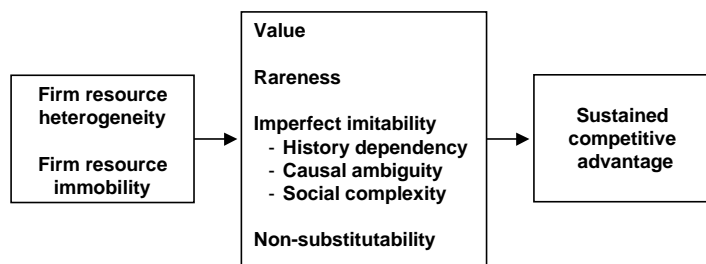 Firm resource
heterogeneity
Firm resource
immobility
Value
Rareness
Imperfect imitability
- History dependency
- Causal ambiguity
- Social complexity
Non-substitutability
Sustained
competitive
advantage